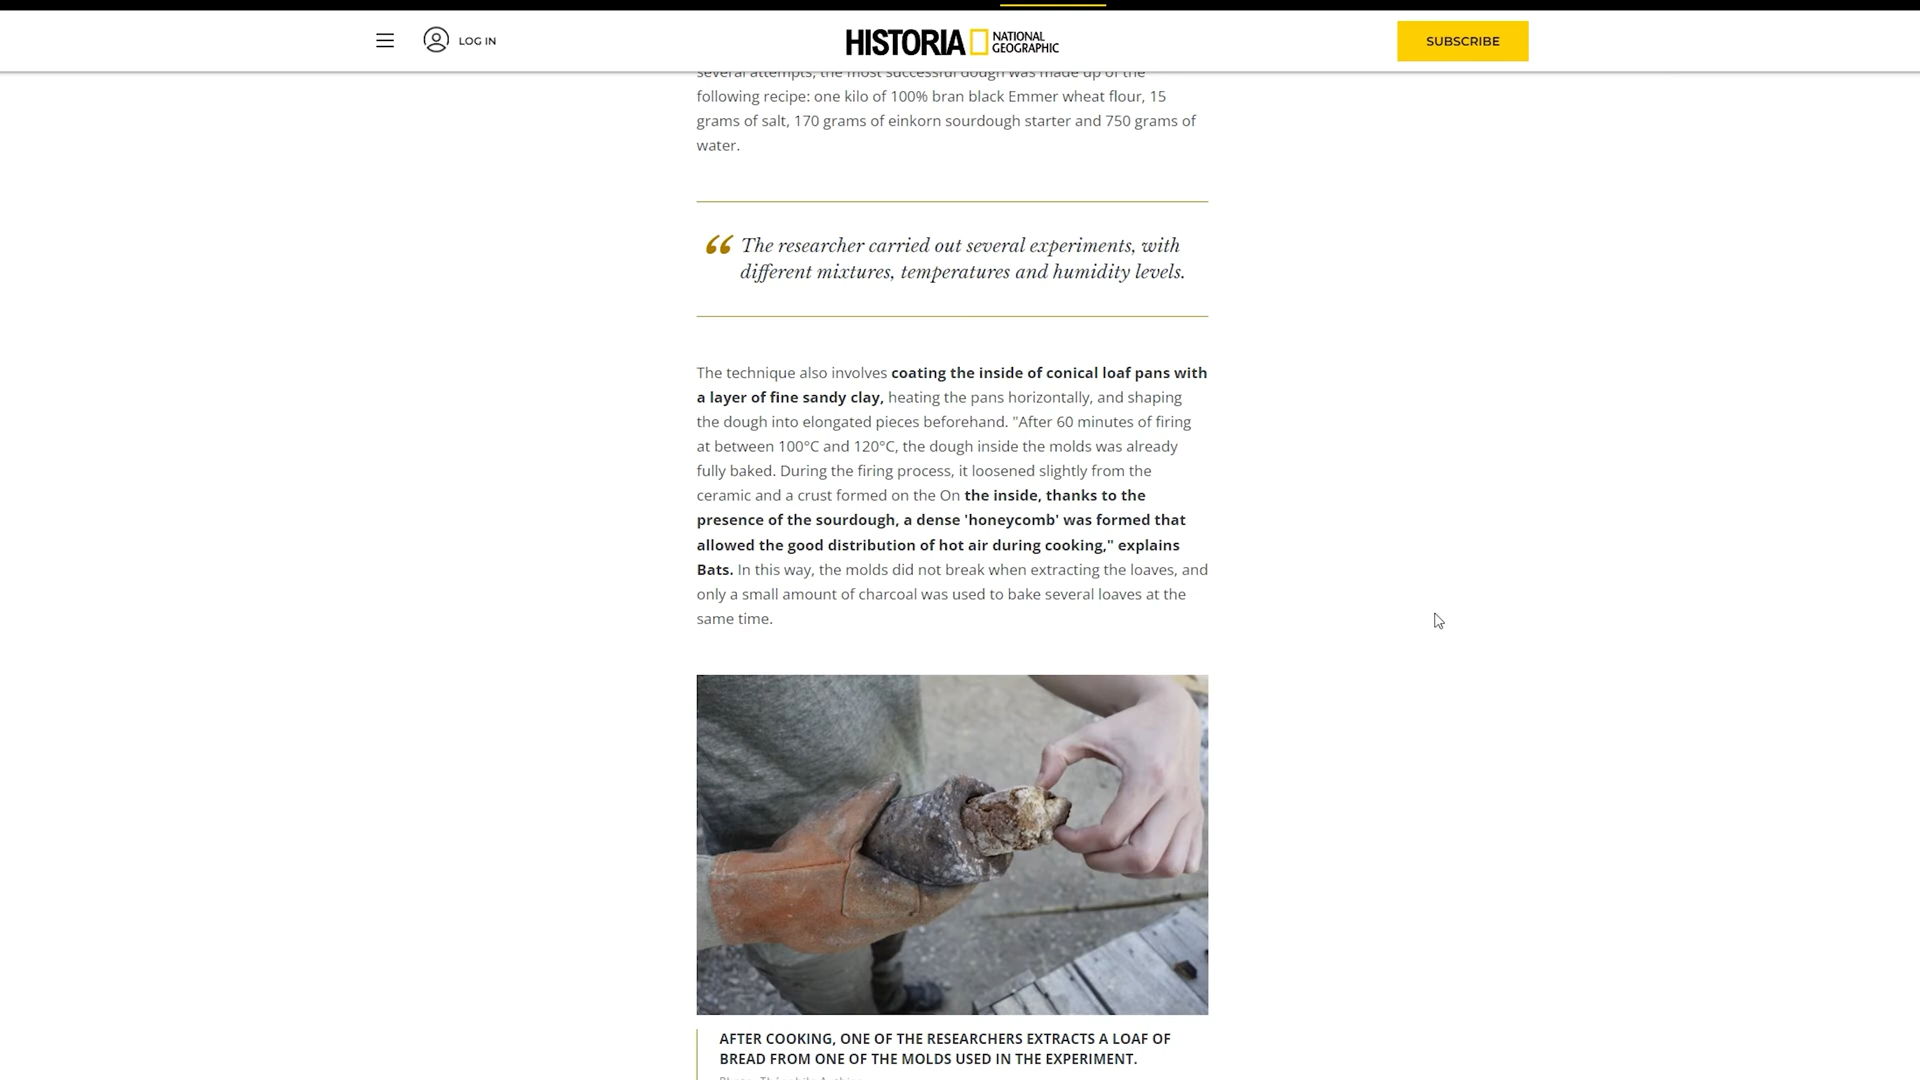 LOG IN
HISTORIA NATIONAL GEOGRAPHIC
SUBSCRIBE
several attempts, the most successful dough was made up of the
following recipe: one kilo of 100% bran black Emmer wheat flour, 15
grams of salt, 170 grams of einkorn sourdough starter and 750 grams of
water.
“ The researcher carried out several experiments, with
different mixtures, temperatures and humidity levels.
The technique also involves coating the inside of conical loaf pans with
a layer of fine sandy clay, heating the pans horizontally, and shaping
the dough into elongated pieces beforehand. "After 60 minutes of firing
at between 100°C and 120°C, the dough inside the molds was already
fully baked. During the firing process, it loosened slightly from the
ceramic and a crust formed on the On the inside, thanks to the
presence of the sourdough, a dense 'honeycomb' was formed that
allowed the good distribution of hot air during cooking," explains
Bats. In this way, the molds did not break when extracting the loaves, and
only a small amount of charcoal was used to bake several loaves at the
same time.
AFTER COOKING, ONE OF THE RESEARCHERS EXTRACTS A LOAF OF
BREAD FROM ONE OF THE MOLDS USED IN THE EXPERIMENT.